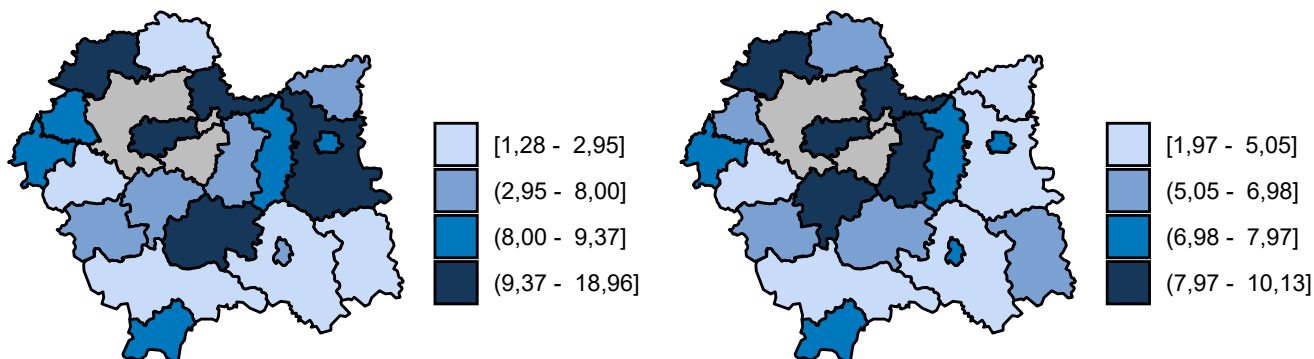 [1,28 - 2,95]
(2,95 - 8,00]
(8,00 - 9,37]
(9,37 - 18,96]
[1,97 - 5,05]
(5,05 - 6,98]
(6,98 - 7,97]
(7,97 - 10,13]